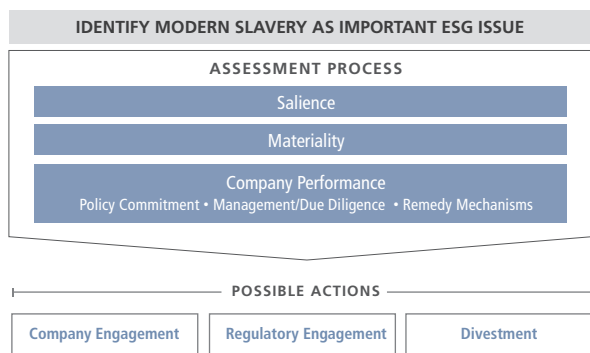 IDENTIFY MODERN SLAVERY AS IMPORTANT ESG ISSUE
ASSESSMENT PROCESS
Salience
Materiality
Company Performance
Policy Commitment • Management/Due Diligence • Remedy Mechanisms
POSSIBLE ACTIONS
Company Engagement
Regulatory Engagement
Divestment